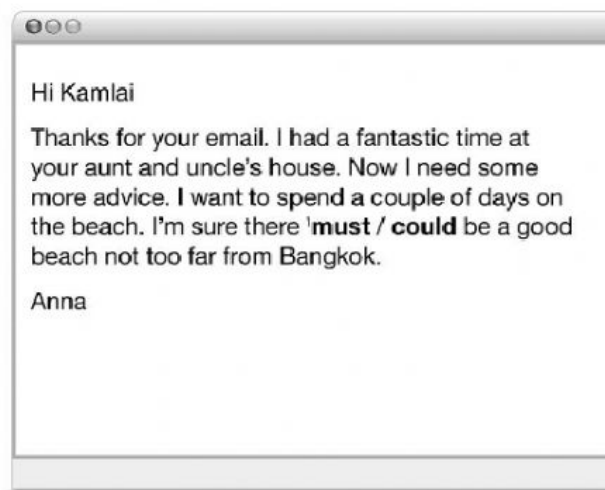 Hi Kamlai
Thanks for your email. I had a fantastic time at
your aunt and uncle's house. Now I need some
more advice. I want to spend a couple of days on
the beach. I'm sure there ¹must / could be a good
beach not too far from Bangkok.
Anna